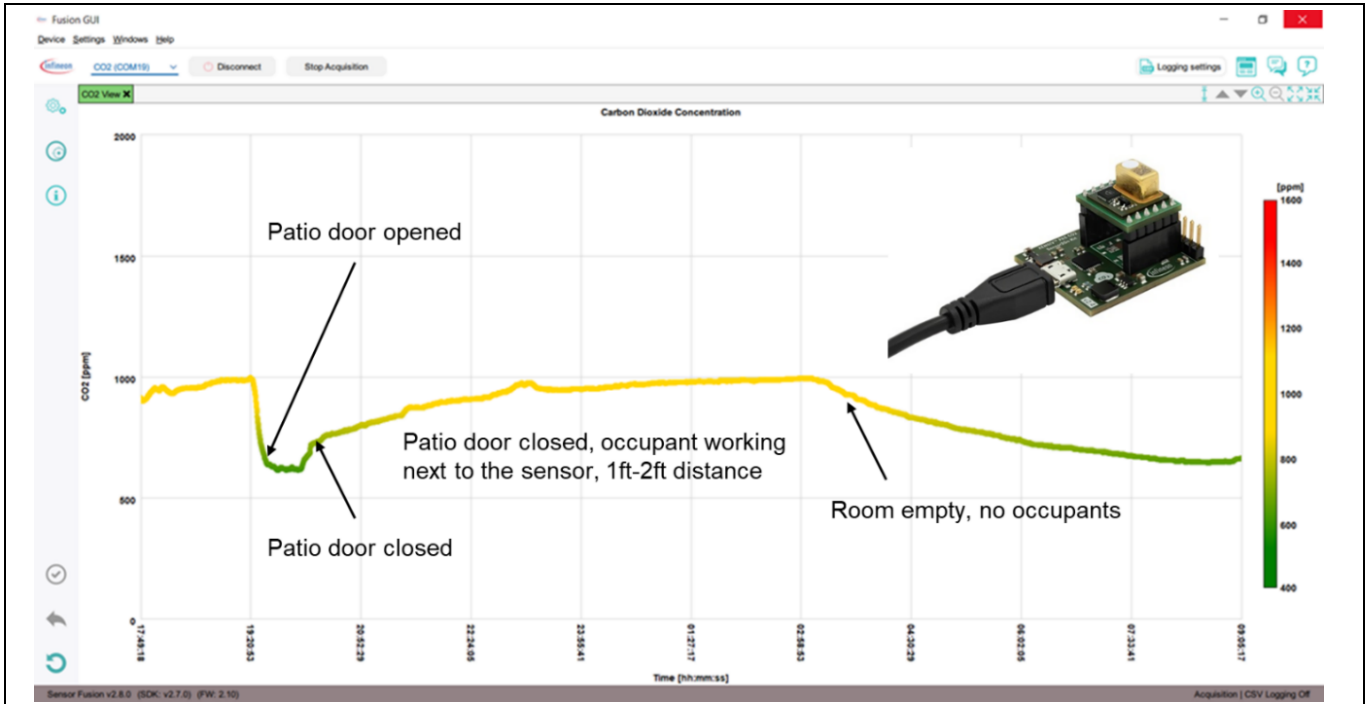 Fusion GUI
Device Settings Windows Help
infineon CO2 (COM19) Disconnect Stop Acquisition Logging settings
CO2 View
Carbon Dioxide Concentration
2000
1500
1000
500
0
CO2 [ppm]
Patio door opened
Patio door closed, occupant working
next to the sensor, 1ft-2ft distance
Patio door closed
Room empty, no occupants
[ppm]
1600
1400
1200
1000
800
600
400
17:49:18
19:20:53
20:52:29
22:24:05
23:55:41
01:27:17
02:58:53
04:30:29
06:02:05
07:33:41
09:05:17
Time [hh:mm:ss]
Sensor Fusion v2.8.0 (SDK: v2.7.0) (FW: 2.10) Acquisition | CSV Logging Off